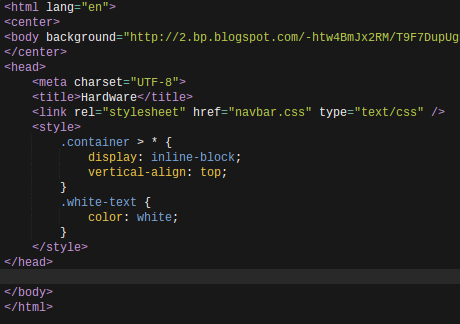 <html lang="en">
<center>
<body background="http://2.bp.blogspot.com/-htw4BmJx2RM/T9F7DupUg
</center>
<head>
<meta charset="UTF-8">
<title>Hardware</title>
<link rel="stylesheet" href="navbar.css" type="text/css" />
<style>
.container > * {
display: inline-block;
vertical-align: top;
}
.white-text {
color: white;
}
</style>
</head>
</body>
</html>